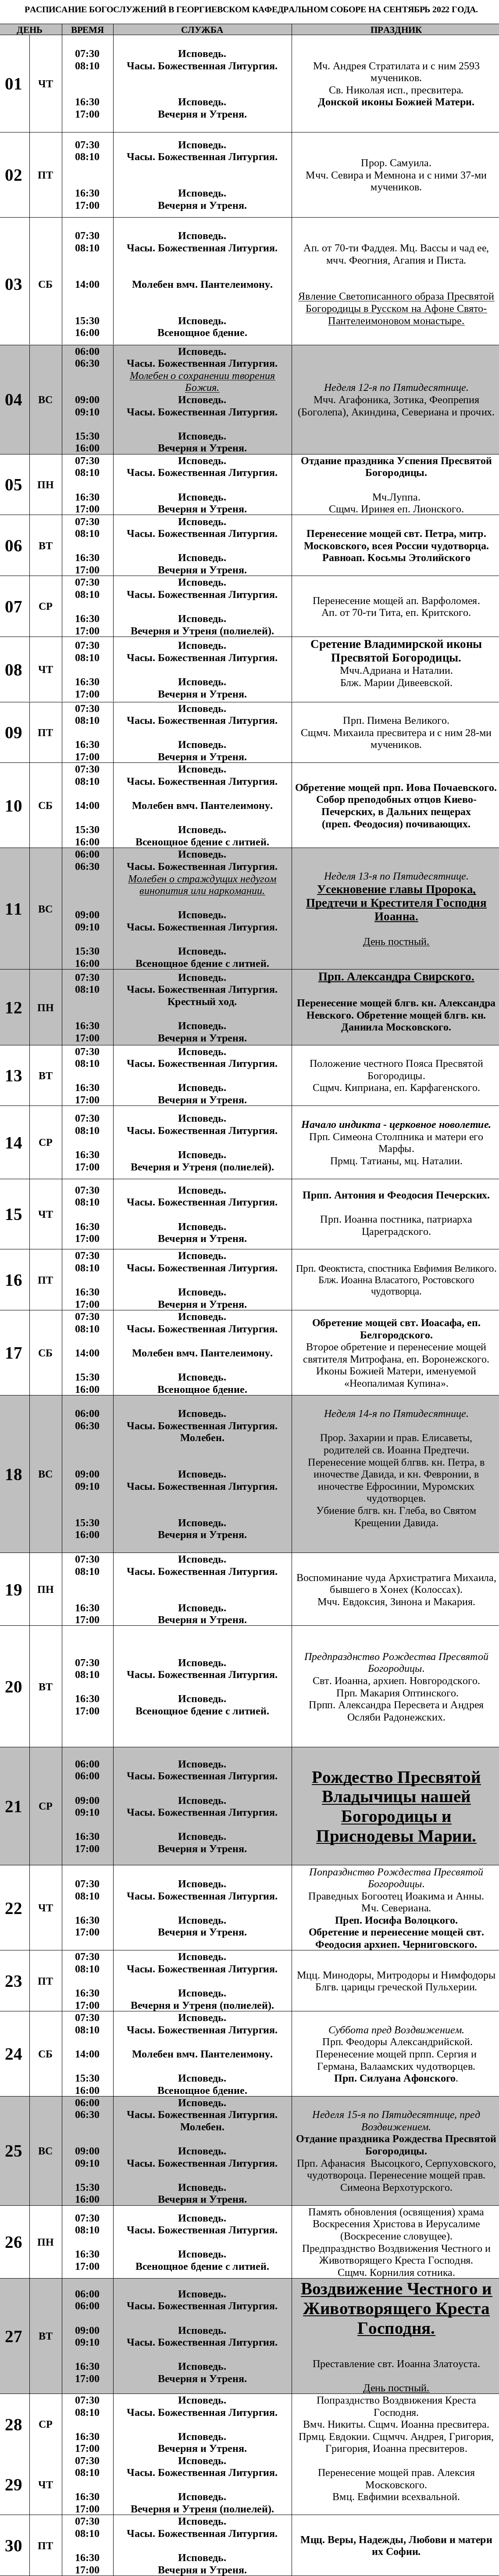 РАСПИСАНИЕ БОГОСЛУЖЕНИЙ В ГЕОРГИЕВСКОМ КАФЕДРАЛЬНОМ СОБОРЕ НА СЕНТЯБРЬ 2022 ГОДА.
ДЕНЬ ВРЕМЯ СЛУЖБА ПРАЗДНИК
01 ЧТ
07:30 Исповедь.
08:10 Часы. Божественная Литургия.
16:30 Исповедь.
17:00 Вечерня и Утреня.
Мч. Андрея Стратилата и с ним 2593
мучеников.
Св. Николая исп., пресвитера.
Донской иконы Божией Матери.
02 ПТ
07:30 Исповедь.
08:10 Часы. Божественная Литургия.
16:30 Исповедь.
17:00 Вечерня и Утреня.
Прор. Самуила.
Мчч. Севира и Мемнона и с ними 37-ми
мучеников.
03 СБ
07:30 Исповедь.
08:10 Часы. Божественная Литургия.
14:00 Молебен вмч. Пантелеимону.
15:30 Исповедь.
16:00 Всенощное бдение.
Ап. от 70-ти Фаддея. Мц. Вассы и чад ее,
мчч. Феогния, Агапия и Писта.
Явление Светописанного образа Пресвятой
Богородицы в Русском на Афоне Свято-
Пантелеимоновом монастыре.
04 ВС
06:00 Исповедь.
06:30 Часы. Божественная Литургия.
Молебен о сохранении творения
Божия.
09:00 Исповедь.
09:10 Часы. Божественная Литургия.
15:30 Исповедь.
16:00 Вечерня и Утреня.
Неделя 12-я по Пятидесятнице.
Мчч. Агафоника, Зотика, Феопрепия
(Боголепа), Акиндина, Севериана и прочих.
05 ПН
07:30 Исповедь.
08:10 Часы. Божественная Литургия.
16:30 Исповедь.
17:00 Вечерня и Утреня.
Отдание праздника Успения Пресвятой
Богородицы.
Мч.Луппа.
Сщмч. Иринея еп. Лионского.
06 ВТ
07:30 Исповедь.
08:10 Часы. Божественная Литургия.
16:30 Исповедь.
17:00 Вечерня и Утреня.
Перенесение мощей свт. Петра, митр.
Московского, всея России чудотворца.
Равноап. Косьмы Этолийского
07 СР
07:30 Исповедь.
08:10 Часы. Божественная Литургия.
16:30 Исповедь.
17:00 Вечерня и Утреня (полиелей).
Перенесение мощей ап. Варфоломея.
Ап. от 70-ти Тита, еп. Критского.
08 ЧТ
07:30 Исповедь.
08:10 Часы. Божественная Литургия.
16:30 Исповедь.
17:00 Вечерня и Утреня.
Сретение Владимирской иконы
Пресвятой Богородицы.
Мчч.Адриана и Наталии.
Блж. Марии Дивеевской.
09 ПТ
07:30 Исповедь.
08:10 Часы. Божественная Литургия.
16:30 Исповедь.
17:00 Вечерня и Утреня.
Прп. Пимена Великого.
Сщмч. Михаила пресвитера и с ним 28-ми
мучеников.
10 СБ
07:30 Исповедь.
08:10 Часы. Божественная Литургия.
14:00 Молебен вмч. Пантелеимону.
15:30 Исповедь.
16:00 Всенощное бдение с литией.
Обретение мощей прп. Иова Почаевского.
Собор преподобных отцов Киево-
Печерских, в Дальних пещерах
(преп. Феодосия) почивающих.
11 ВС
06:00 Исповедь.
06:30 Часы. Божественная Литургия.
Молебен о страждущих недугом
винопития или наркомании.
09:00 Исповедь.
09:10 Часы. Божественная Литургия.
15:30 Исповедь.
16:00 Всенощное бдение с литией.
Неделя 13-я по Пятидесятнице.
Усекновение главы Пророка,
Предтечи и Крестителя Господня
Иоанна.
День постный.
12 ПН
07:30 Исповедь.
08:10 Часы. Божественная Литургия.
Крестный ход.
16:30 Исповедь.
17:00 Вечерня и Утреня.
Прп. Александра Свирского.
Перенесение мощей блгв. кн. Александра
Невского. Обретение мощей блгв. кн.
Даниила Московского.
13 ВТ
07:30 Исповедь.
08:10 Часы. Божественная Литургия.
16:30 Исповедь.
17:00 Вечерня и Утреня.
Положение честного Пояса Пресвятой
Богородицы.
Сщмч. Киприана, еп. Карфагенского.
14 СР
07:30 Исповедь.
08:10 Часы. Божественная Литургия.
16:30 Исповедь.
17:00 Вечерня и Утреня (полиелей).
Начало индикта - церковное новолетие.
Прп. Симеона Столпника и матери его
Марфы.
Прмц. Татианы, мц. Наталии.
15 ЧТ
07:30 Исповедь.
08:10 Часы. Божественная Литургия.
16:30 Исповедь.
17:00 Вечерня и Утреня.
Прпп. Антония и Феодосия Печерских.
Прп. Иоанна постника, патриарха
Цареградского.
16 ПТ
07:30 Исповедь.
08:10 Часы. Божественная Литургия.
16:30 Исповедь.
17:00 Вечерня и Утреня.
Прп. Феоктиста, спостника Евфимия Великого.
Блж. Иоанна Власатого, Ростовского
чудотворца.
17 СБ
07:30 Исповедь.
08:10 Часы. Божественная Литургия.
14:00 Молебен вмч. Пантелеимону.
15:30 Исповедь.
16:00 Всенощное бдение.
Обретение мощей свт. Иоасафа, еп.
Белгородского.
Второе обретение и перенесение мощей
святителя Митрофана, еп. Воронежского.
Иконы Божией Матери, именуемой
«Неопалимая Купина».
18 ВС
06:00 Исповедь.
06:30 Часы. Божественная Литургия.
Молебен.
09:00 Исповедь.
09:10 Часы. Божественная Литургия.
15:30 Исповедь.
16:00 Вечерня и Утреня.
Неделя 14-я по Пятидесятнице.
Прор. Захарии и прав. Елисаветы,
родителей св. Иоанна Предтечи.
Перенесение мощей блгвв. кн. Петра, в
иночестве Давида, и кн. Февронии, в
иночестве Ефросинии, Муромских
чудотворцев.
Убиение блгв. кн. Глеба, во Святом
Крещении Давида.
19 ПН
07:30 Исповедь.
08:10 Часы. Божественная Литургия.
16:30 Исповедь.
17:00 Вечерня и Утреня.
Воспоминание чуда Архистратига Михаила,
бывшего в Хонех (Колоссах).
Мчч. Евдоксия, Зинона и Макария.
20 ВТ
07:30 Исповедь.
08:10 Часы. Божественная Литургия.
16:30 Исповедь.
17:00 Всенощное бдение с литией.
Предпразднство Рождества Пресвятой
Богородицы.
Свт. Иоанна, архиеп. Новгородского.
Прп. Макария Оптинского.
Прпп. Александра Пересвета и Андрея
Осляби Радонежских.
21 СР
06:00 Исповедь.
06:00 Часы. Божественная Литургия.
09:00 Исповедь.
09:10 Часы. Божественная Литургия.
16:30 Исповедь.
17:00 Вечерня и Утреня.
Рождество Пресвятой
Владычицы нашей
Богородицы и
Приснодевы Марии.
22 ЧТ
07:30 Исповедь.
08:10 Часы. Божественная Литургия.
16:30 Исповедь.
17:00 Вечерня и Утреня.
Попразднство Рождества Пресвятой
Богородицы.
Праведных Богоотец Иоакима и Анны.
Мч. Севериана.
Преп. Иосифа Волоцкого.
Обретение и перенесение мощей свт.
Феодосия архиеп. Черниговского.
23 ПТ
07:30 Исповедь.
08:10 Часы. Божественная Литургия.
16:30 Исповедь.
17:00 Вечерня и Утреня (полиелей).
Мцц. Минодоры, Митродоры и Нимфодоры
Блгв. царицы греческой Пульхерии.
24 СБ
07:30 Исповедь.
08:10 Часы. Божественная Литургия.
14:00 Молебен вмч. Пантелеимону.
15:30 Исповедь.
16:00 Всенощное бдение.
Суббота пред Воздвижением.
Прп. Феодоры Александрийской.
Перенесение мощей прпп. Сергия и
Германа, Валаамских чудотворцев.
Прп. Силуана Афонского.
25 ВС
06:00 Исповедь.
06:30 Часы. Божественная Литургия.
Молебен.
09:00 Исповедь.
09:10 Часы. Божественная Литургия.
15:30 Исповедь.
16:00 Вечерня и Утреня.
Неделя 15-я по Пятидесятнице, пред
Воздвижением.
Отдание праздника Рождества Пресвятой
Богородицы.
Прп. Афанасия Высоцкого, Серпуховского,
чудотвороца. Перенесение мощей прав.
Симеона Верхотурского.
26 ПН
07:30 Исповедь.
08:10 Часы. Божественная Литургия.
16:30 Исповедь.
17:00 Всенощное бдение с литией.
Память обновления (освящения) храма
Воскресения Христова в Иерусалиме
(Воскресение словущее).
Предпразднство Воздвижения Честного и
Животворящего Креста Господня.
Сщмч. Корнилия сотника.
27 ВТ
06:00 Исповедь.
06:00 Часы. Божественная Литургия.
09:00 Исповедь.
09:10 Часы. Божественная Литургия.
16:30 Исповедь.
17:00 Вечерня и Утреня.
Воздвижение Честного и
Животворящего Креста
Господня.
Преставление свт. Иоанна Златоуста.
День постный.
28 СР
07:30 Исповедь.
08:10 Часы. Божественная Литургия.
16:30 Исповедь.
17:00 Вечерня и Утреня.
Попразднство Воздвижения Креста
Господня.
Вмч. Никиты. Сщмч. Иоанна пресвитера.
Прмц. Евдокии. Сщмчч. Андрея, Григория,
Григория, Иоанна пресвитеров.
29 ЧТ
07:30 Исповедь.
08:10 Часы. Божественная Литургия.
16:30 Исповедь.
17:00 Вечерня и Утреня (полиелей).
Перенесение мощей прав. Алексия
Московского.
Вмц. Евфимии всехвальной.
30 ПТ
07:30 Исповедь.
08:10 Часы. Божественная Литургия.
16:30 Исповедь.
17:00 Вечерня и Утреня.
Мцц. Веры, Надежды, Любови и матери
их Софии.